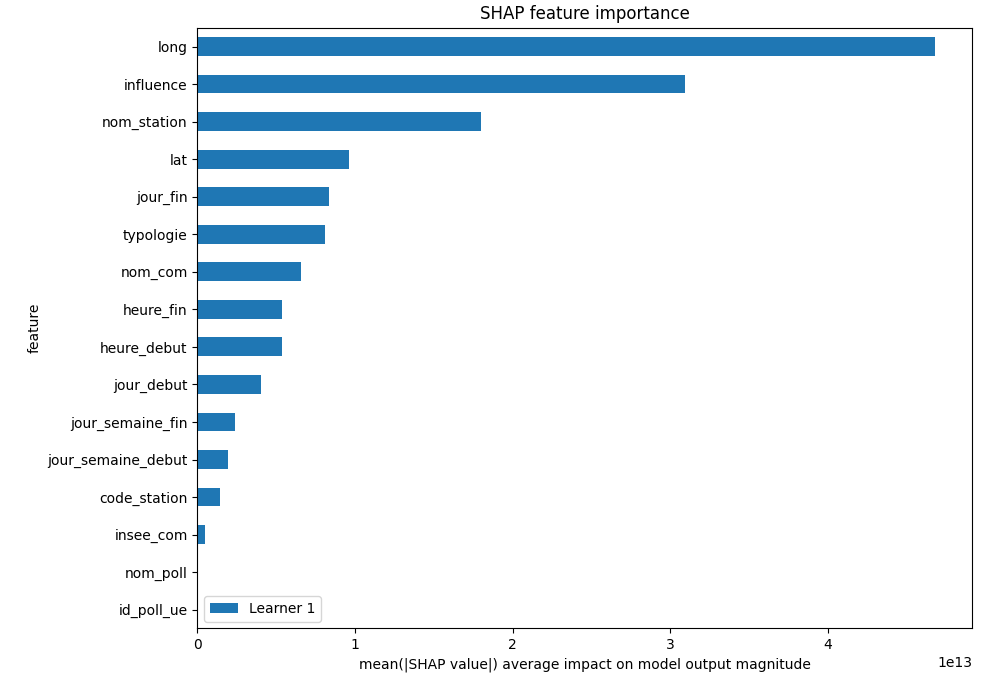 SHAP feature importance
long
influence
nom_station
lat
jour_fin
typologie
nom_com
heure_fin
heure_debut
jour_debut
jour_semaine_fin
jour_semaine_debut
code_station
insee_com
nom_poll
id_poll_ue
feature
Learner 1
0 1 2 3 4
1e13
mean(|SHAP value|) average impact on model output magnitude